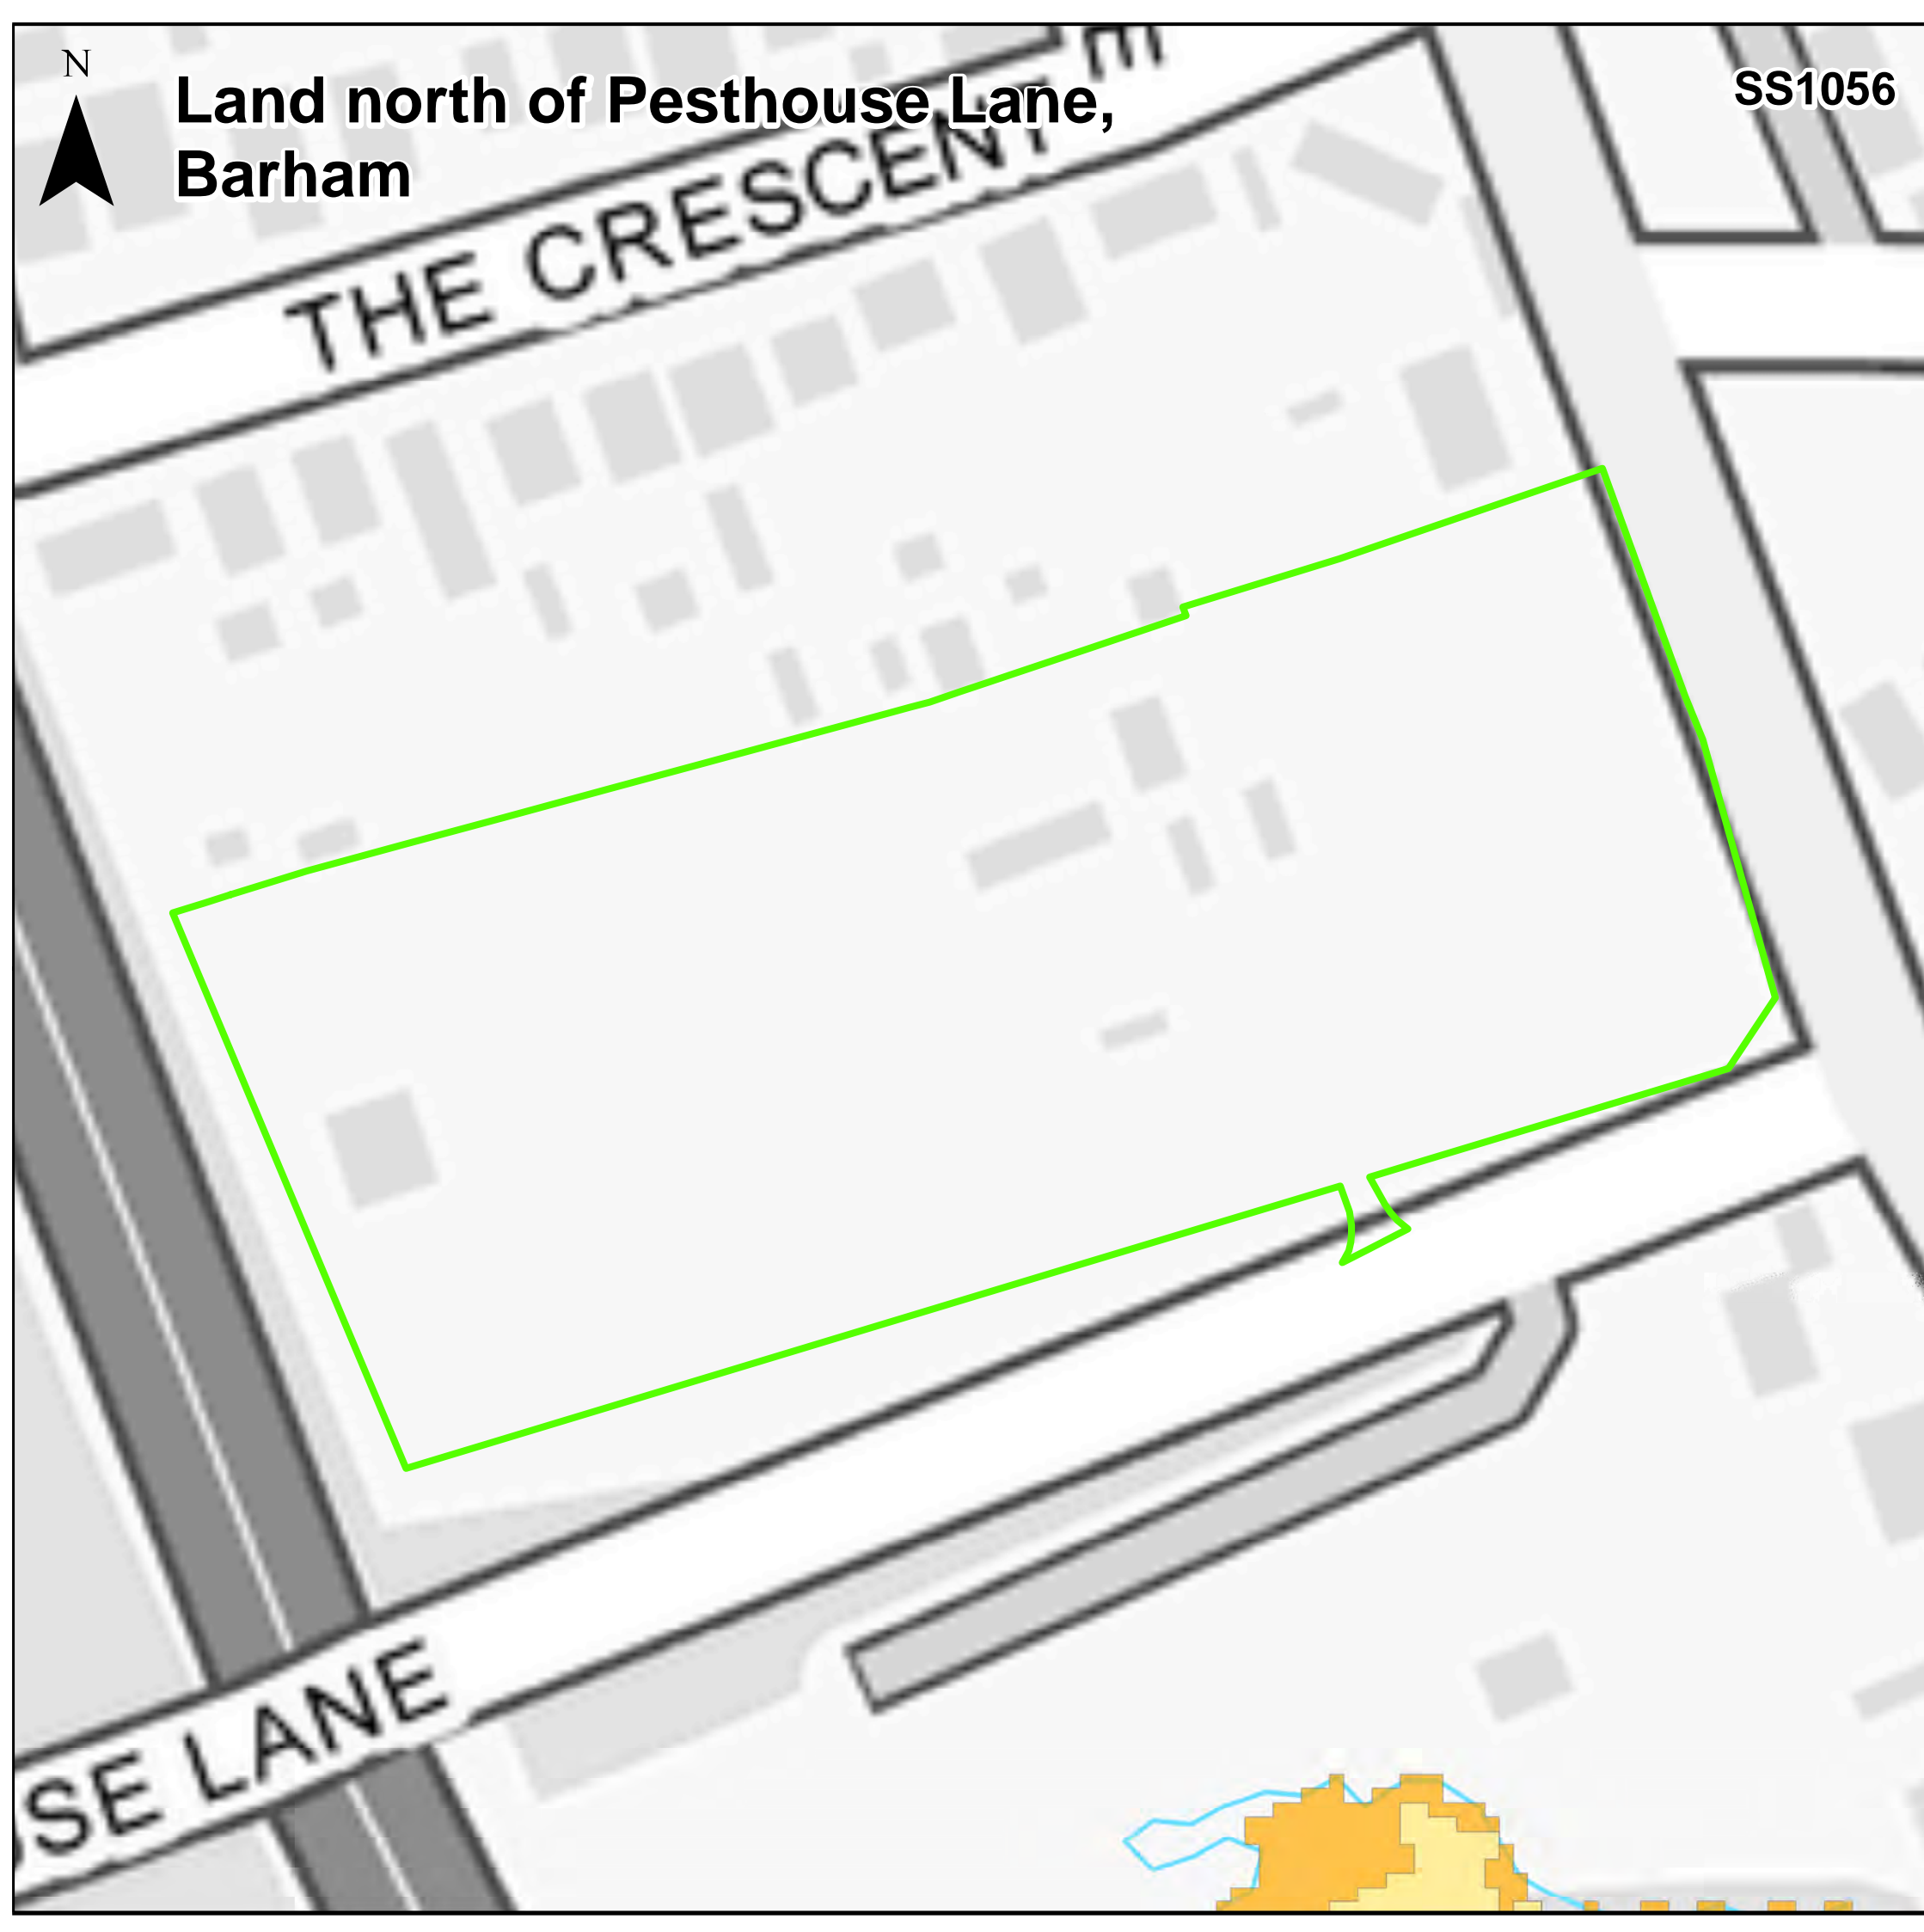 N
Land north of Pesthouse Lane,
Barham
SS1056
THE CRESCENT
E
SE LANE